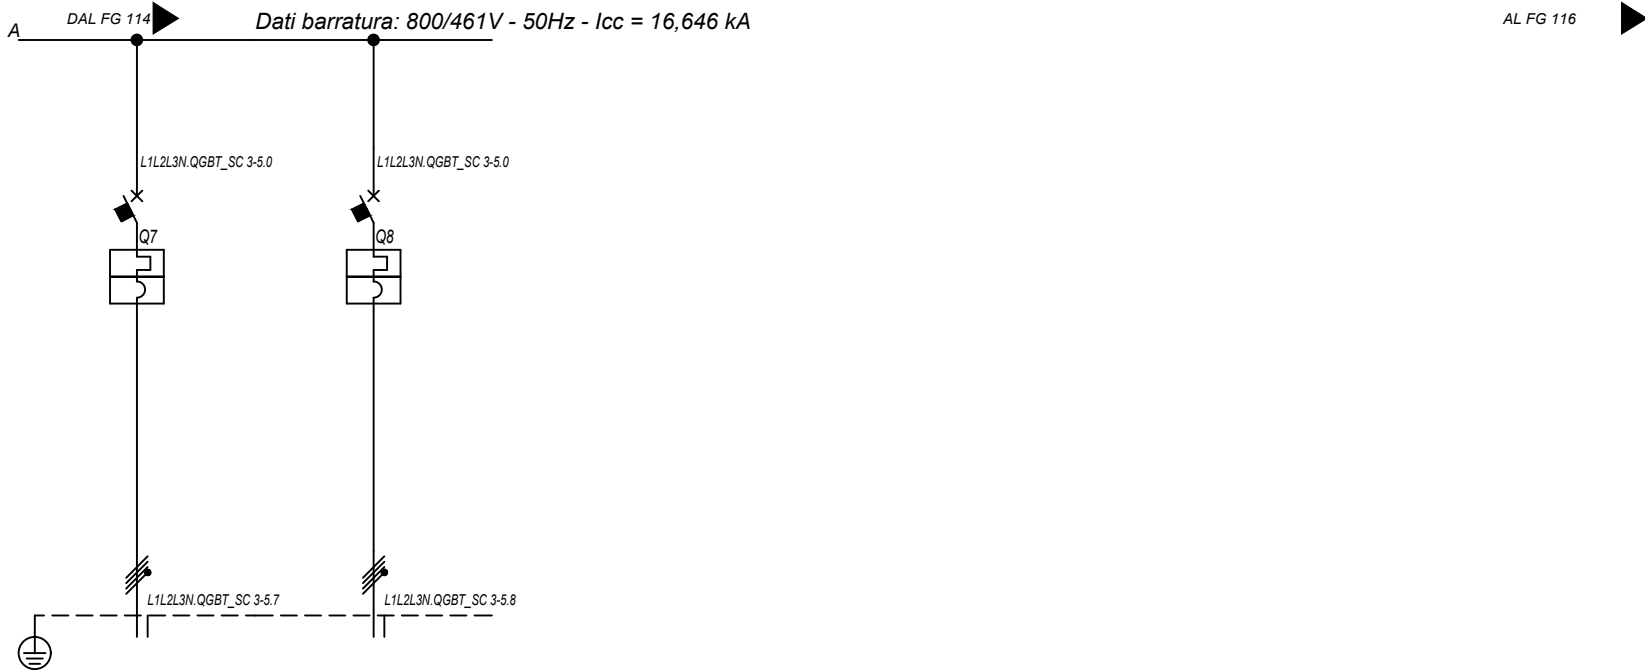 DAL FG 114
Dati barratura: 800/461V - 50Hz - Icc = 16,646 kA
AL FG 116
A
L1L2L3N.QGBT_SC 3-5.0
L1L2L3N.QGBT_SC 3-5.0
Q7
Q8
L1L2L3N.QGBT_SC 3-5.7
L1L2L3N.QGBT_SC 3-5.8